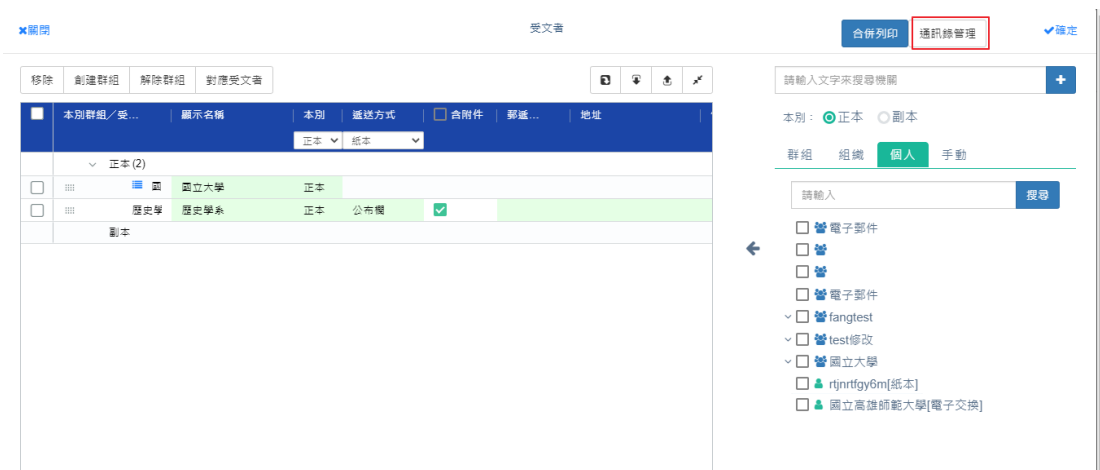 ✖關閉 受文者 合併列印 通訊錄管理 ✔確定
移除 創建群組 解除群組 對應受文者
請輸入文字來搜尋機關 +
本別群組／受... 顯示名稱 本別 遞送方式 含附件 郵遞... 地址
正本 紙本
本別： 正本 副本
正本(2)
群組 組織 個人 手動
國 國立大學 正本
請輸入 搜尋
歷史學 歷史學系 正本 公布欄
電子郵件
副本
電子郵件
fangtest
test修改
國立大學
rtjnrtfgy6m[紙本]
國立高雄師範大學[電子交換]